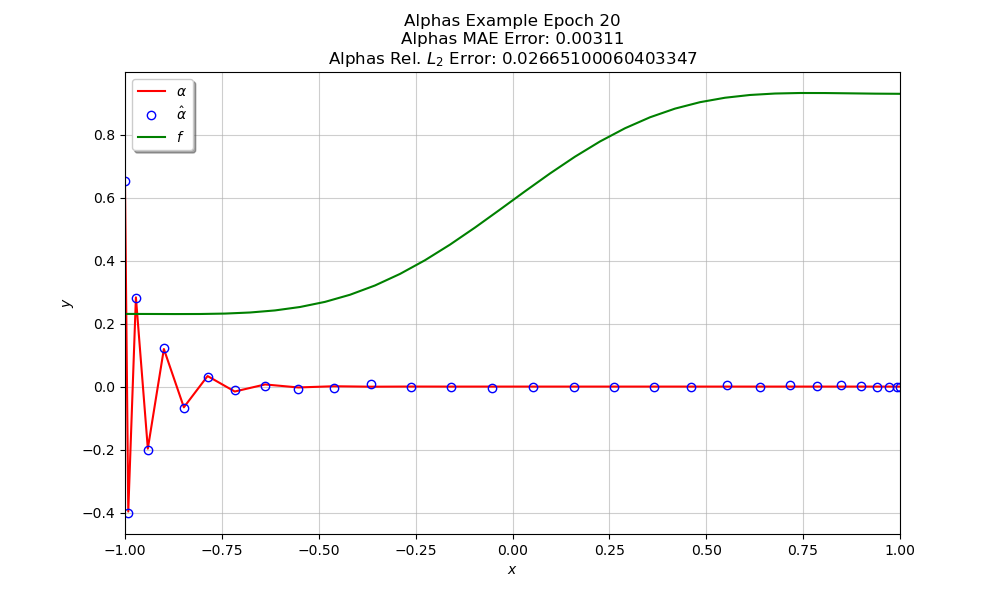 Alphas Example Epoch 20
Alphas MAE Error: 0.00311
Alphas Rel. $L_2$ Error: 0.02665100060403347
α
α̂
f
0.8
0.6
0.4
0.2
0.0
−0.2
−0.4
y
−1.00 −0.75 −0.50 −0.25 0.00 0.25 0.50 0.75 1.00
x